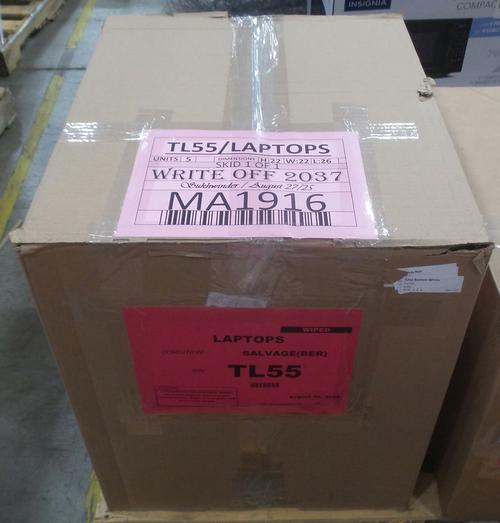 INSIGNIA
COMPAC
TL55/LAPTOPS
UNITS 5 DIMENSIONS H:22 W:22 L:26
SKID 1 OF 1
WRITE OFF 2037
Sukhwinder / August 27/25
MA1916
WIPED
LAPTOPS
CONDITION: SALVAGE(BER)
TL55